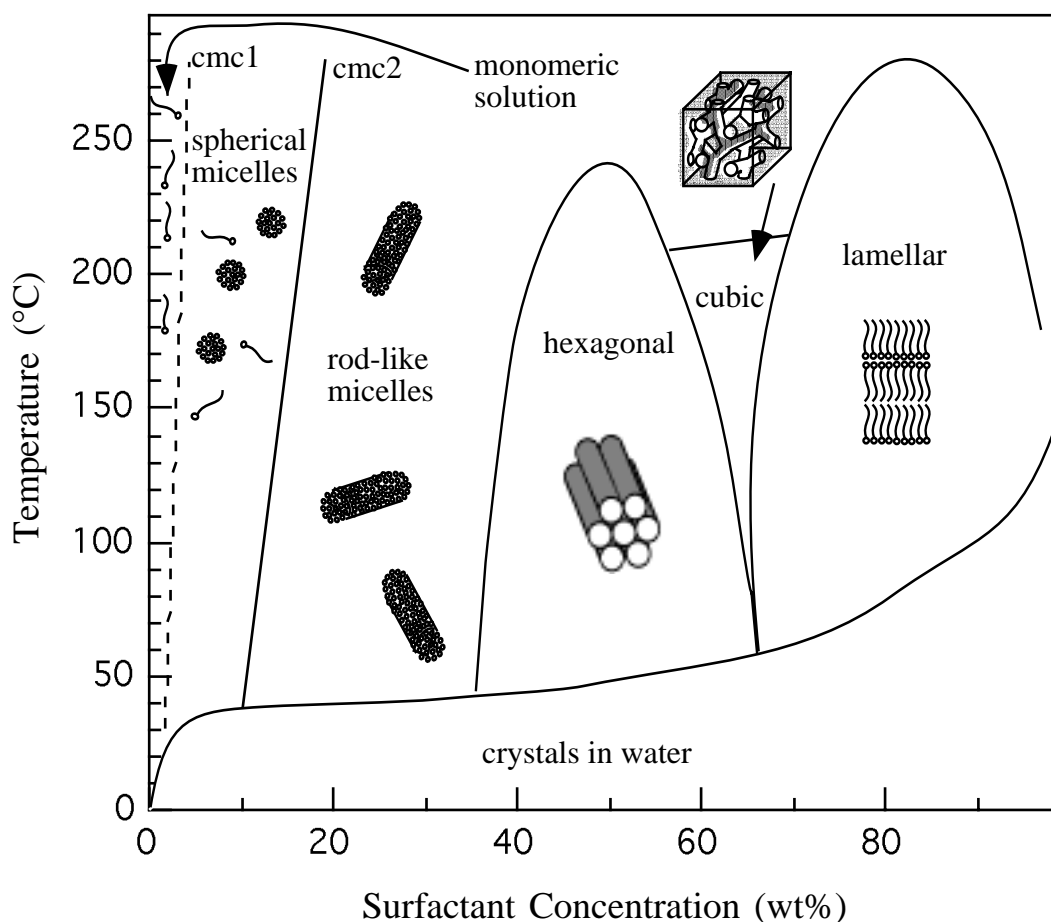 cmc1
cmc2
monomeric
solution
spherical
micelles
lamellar
cubic
hexagonal
rod-like
micelles
crystals in water
Temperature (°C)
250
200
150
100
50
0
0
20
40
60
80
Surfactant Concentration (wt%)